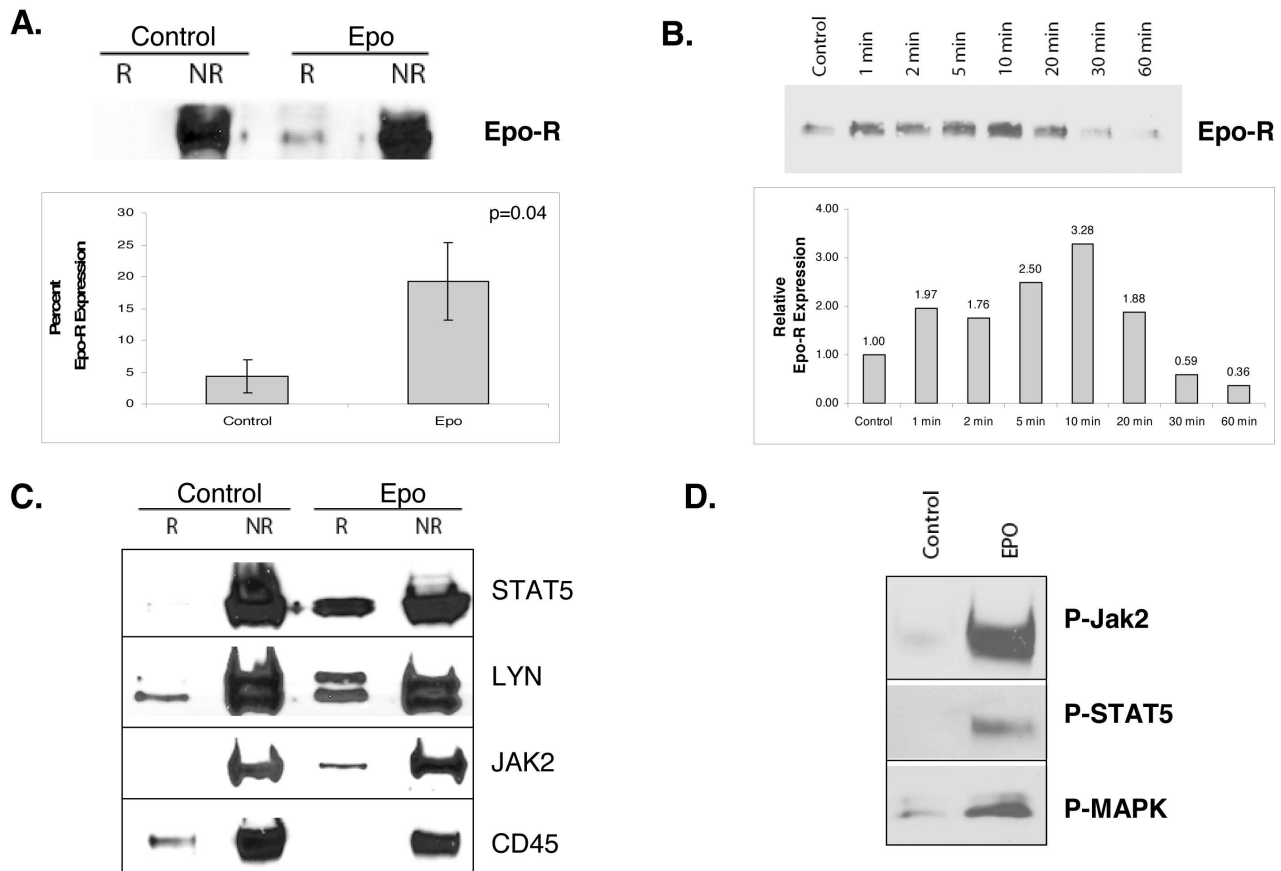 A.
Control Epo
R NR R NR
Epo-R
30
25
20
15
10
5
0
Percent
Epo-R Expression
p=0.04
Control Epo
B.
Control 1 min 2 min 5 min 10 min 20 min 30 min 60 min
Epo-R
4.00
3.00
2.00
1.00
0.00
Relative
Epo-R Expression
1.00 1.97 1.76 2.50 3.28 1.88 0.59 0.36
Control 1 min 2 min 5 min 10 min 20 min 30 min 60 min
C.
Control Epo
R NR R NR
STAT5
LYN
JAK2
CD45
D.
Control EPO
P-Jak2
P-STAT5
P-MAPK